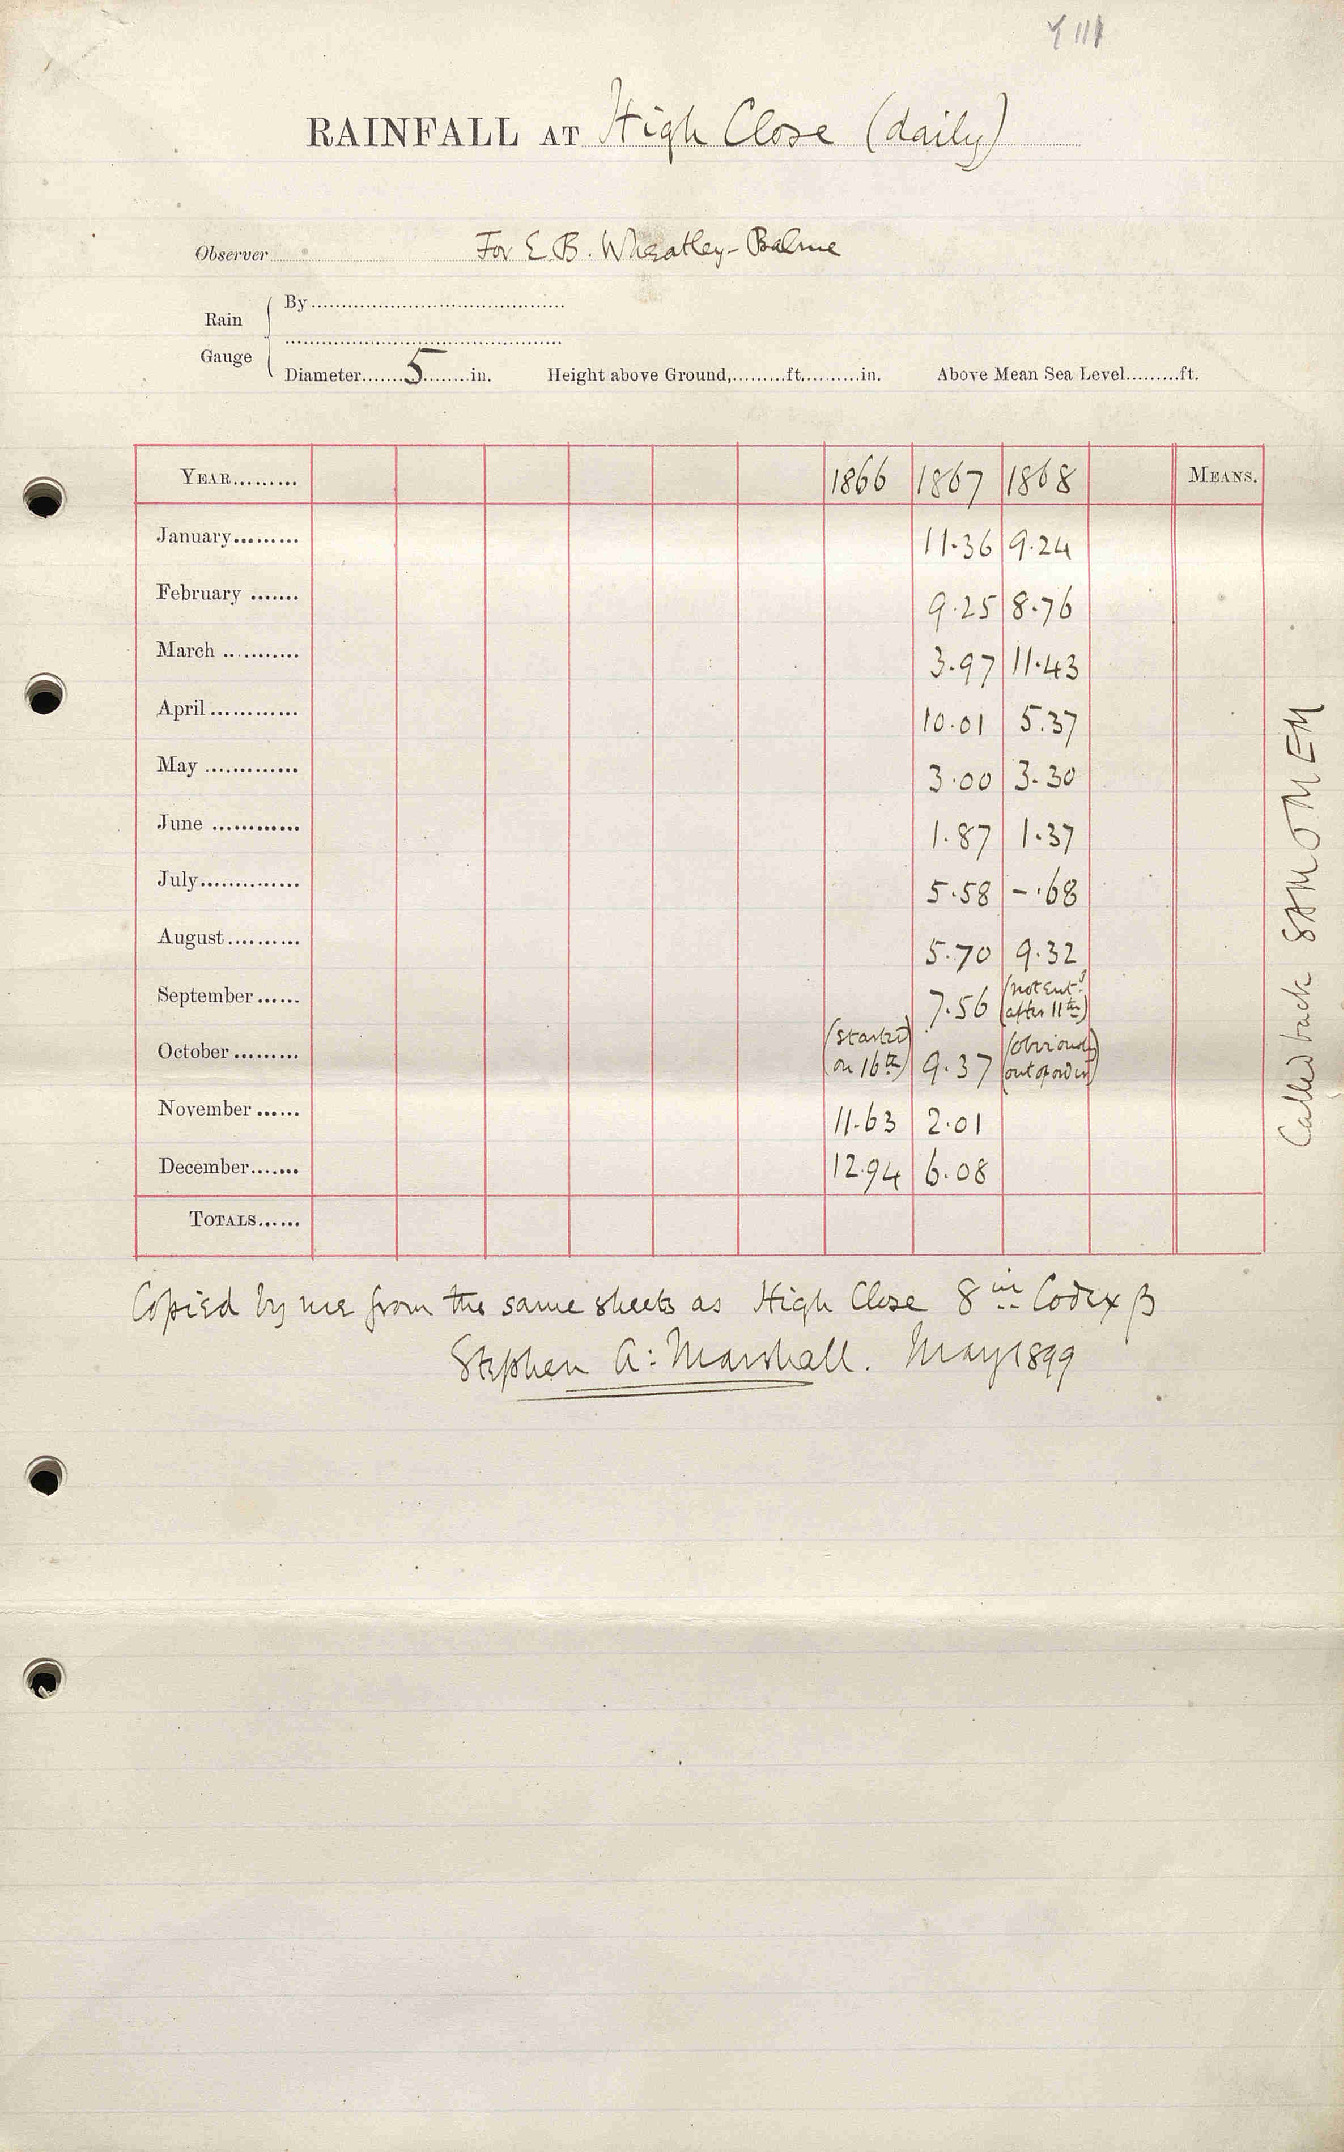 RAINFALL AT High Close (daily)
Observer For E. B. Wheatley-Balme
Rain Gauge
By
Diameter 5 in. Height above Ground, ft. in. Above Mean Sea Level ft.
YEAR 1866 1867 1868 MEANS.
January 11.36 9.24
February 9.25 8.76
March 3.97 11.43
April 10.01 5.37
May 3.00 3.30
June 1.87 1.37
July 5.58 -.68
August 5.70 9.32
September 7.56 (not entd after 11th)
October (started on 16th) 9.37 (obviously out of order)
November 11.63 2.01
December 12.94 6.08
TOTALS
Copied by me from the same sheets as High Close 8 in Codex β
Stephen A: Marshall. May 1899
Called back